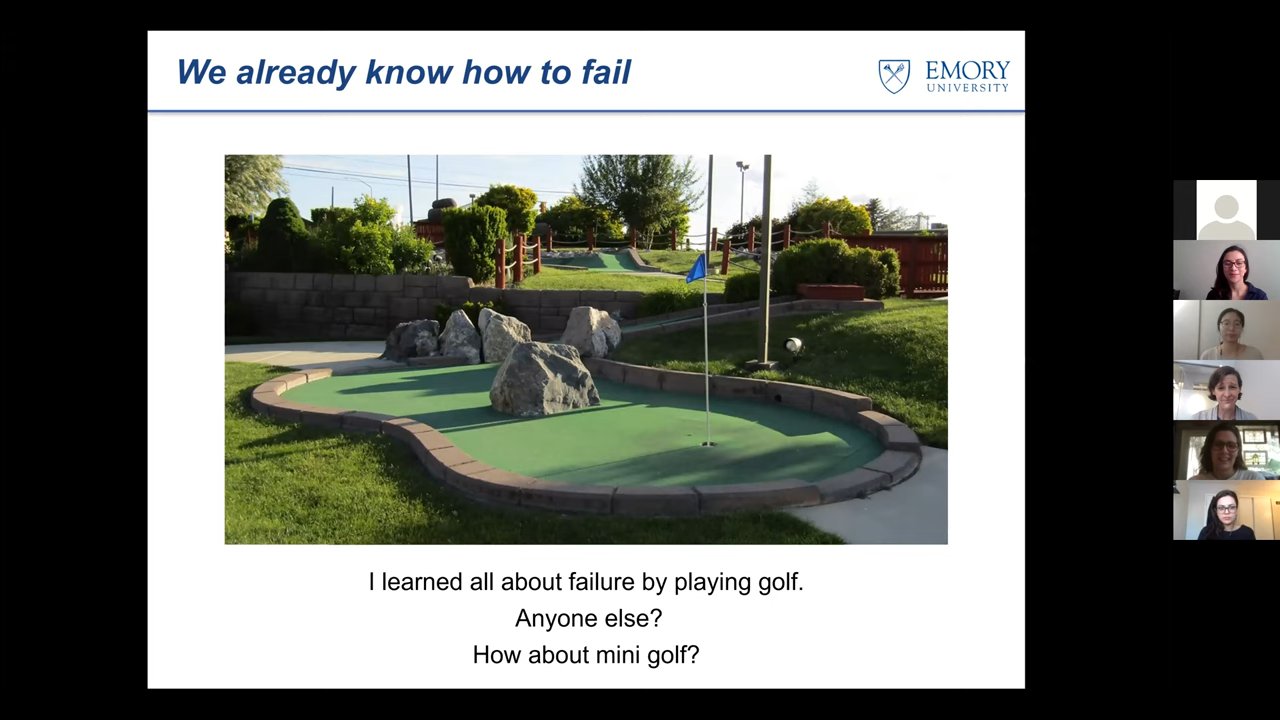 We already know how to fail
EMORY
UNIVERSITY
I learned all about failure by playing golf.
Anyone else?
How about mini golf?